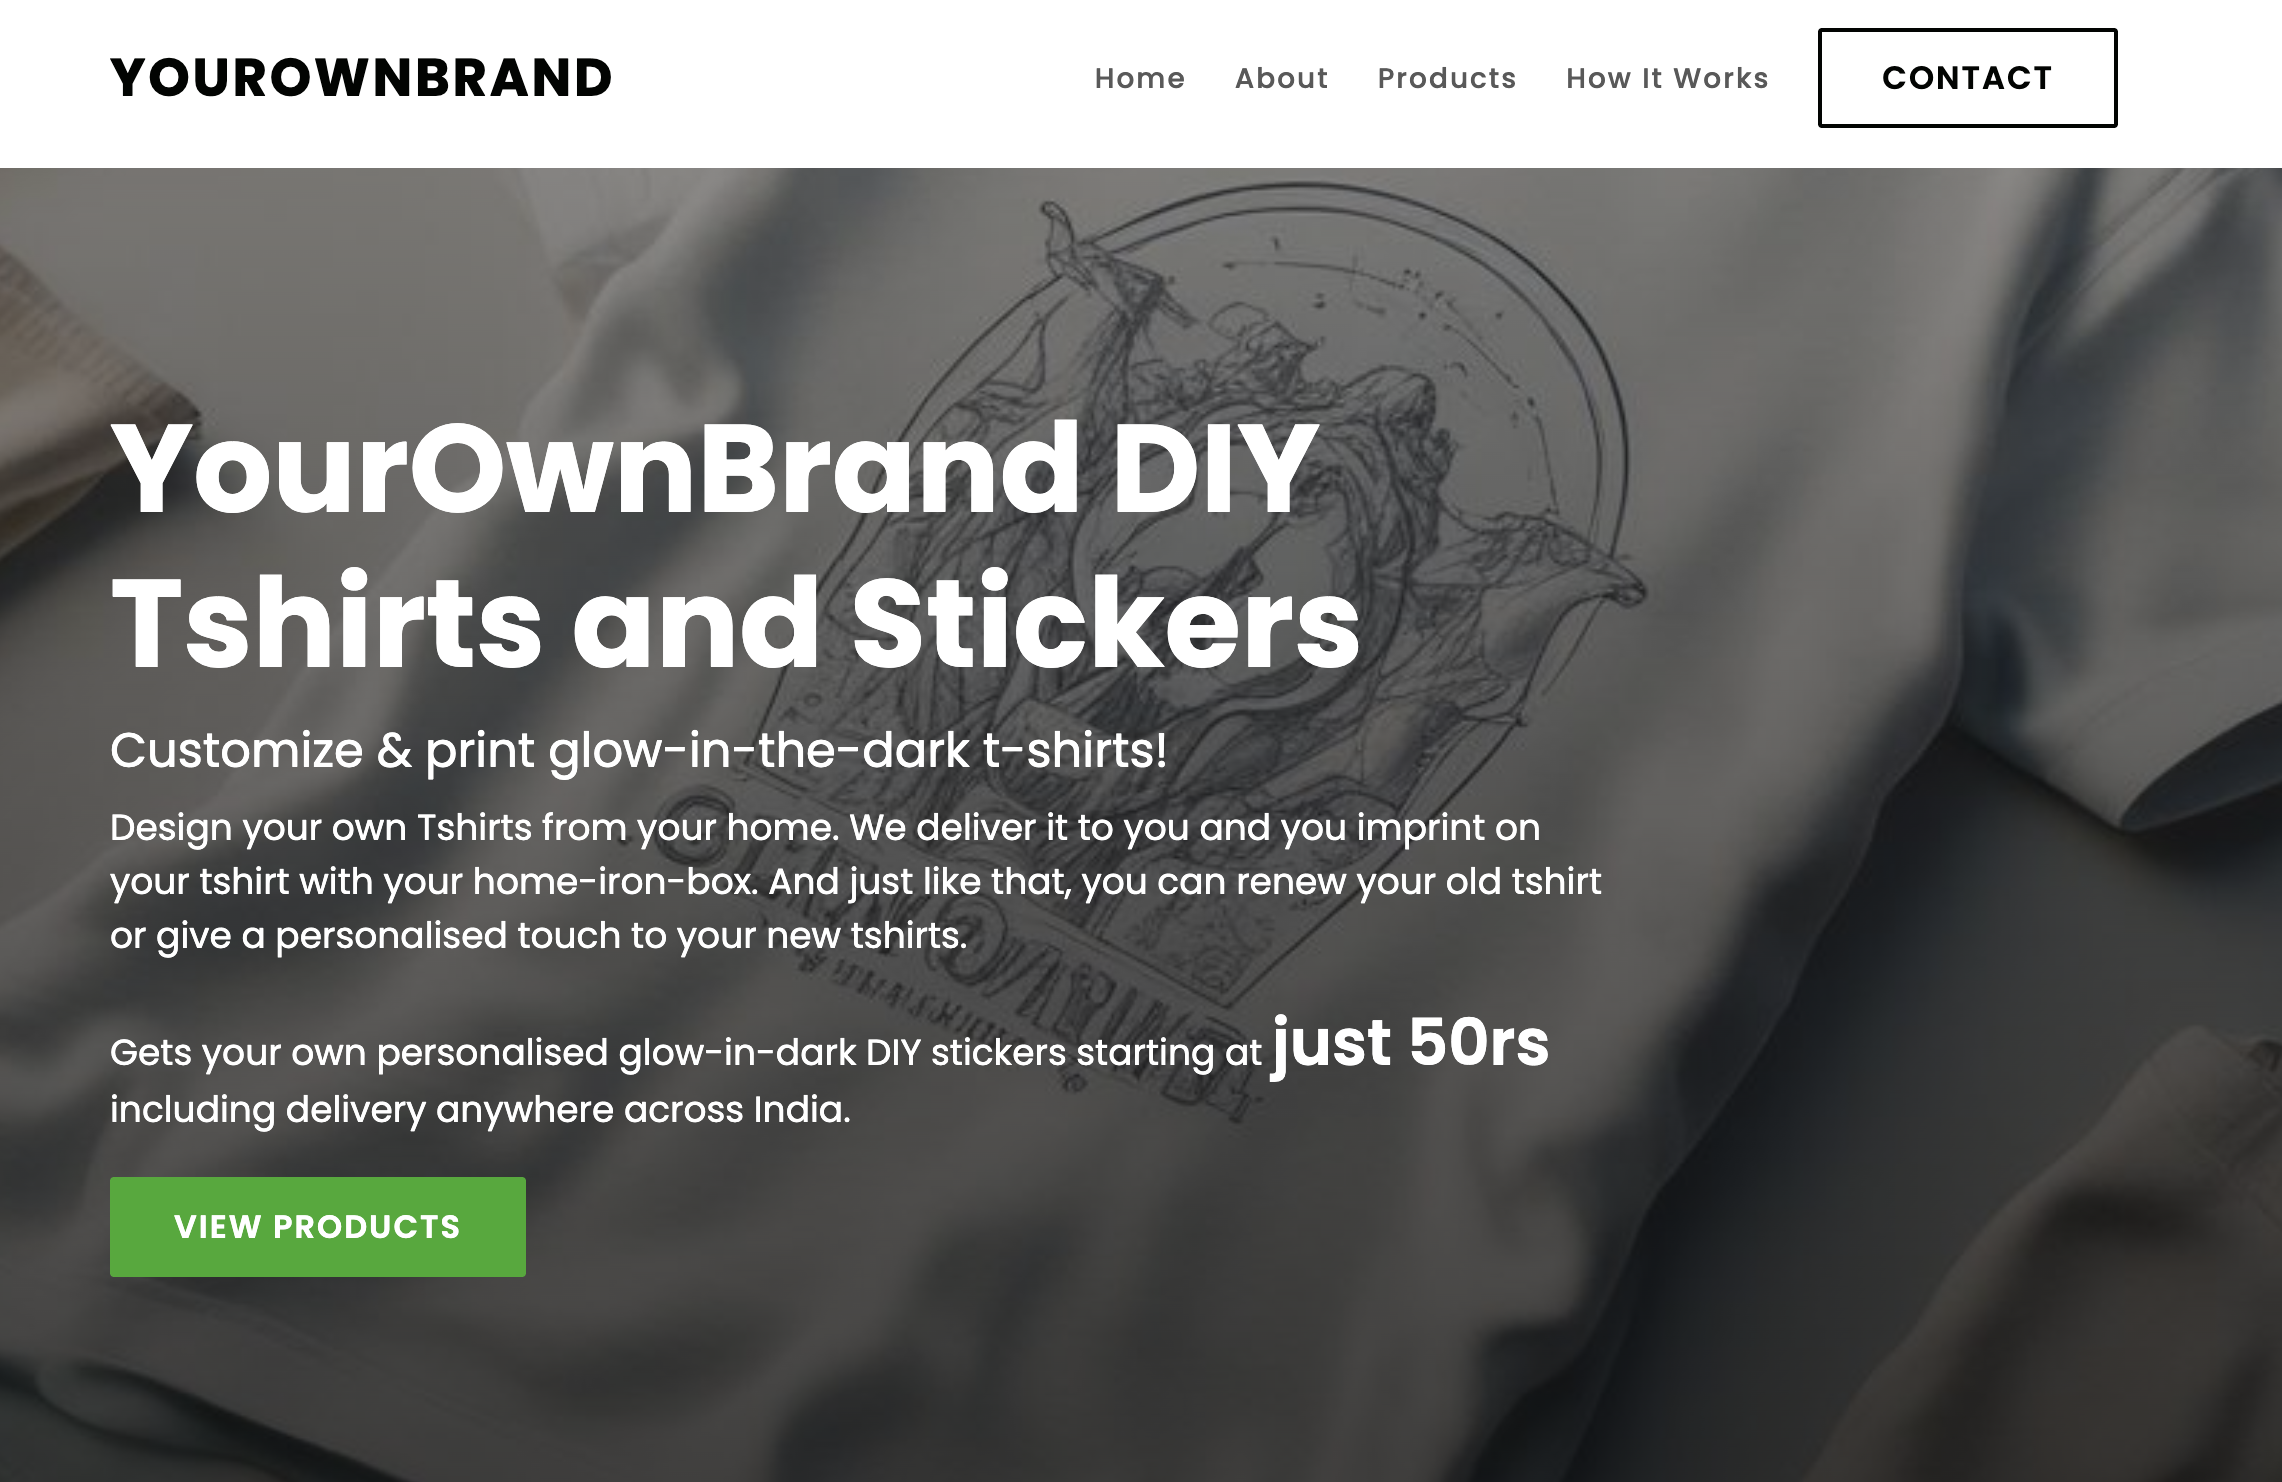 YOUROWNBRAND
Home About Products How It Works CONTACT
YourOwnBrand DIY
Tshirts and Stickers
Customize & print glow-in-the-dark t-shirts!
Design your own Tshirts from your home. We deliver it to you and you imprint on
your tshirt with your home-iron-box. And just like that, you can renew your old tshirt
or give a personalised touch to your new tshirts.
Gets your own personalised glow-in-dark DIY stickers starting at just 50rs
including delivery anywhere across India.
VIEW PRODUCTS